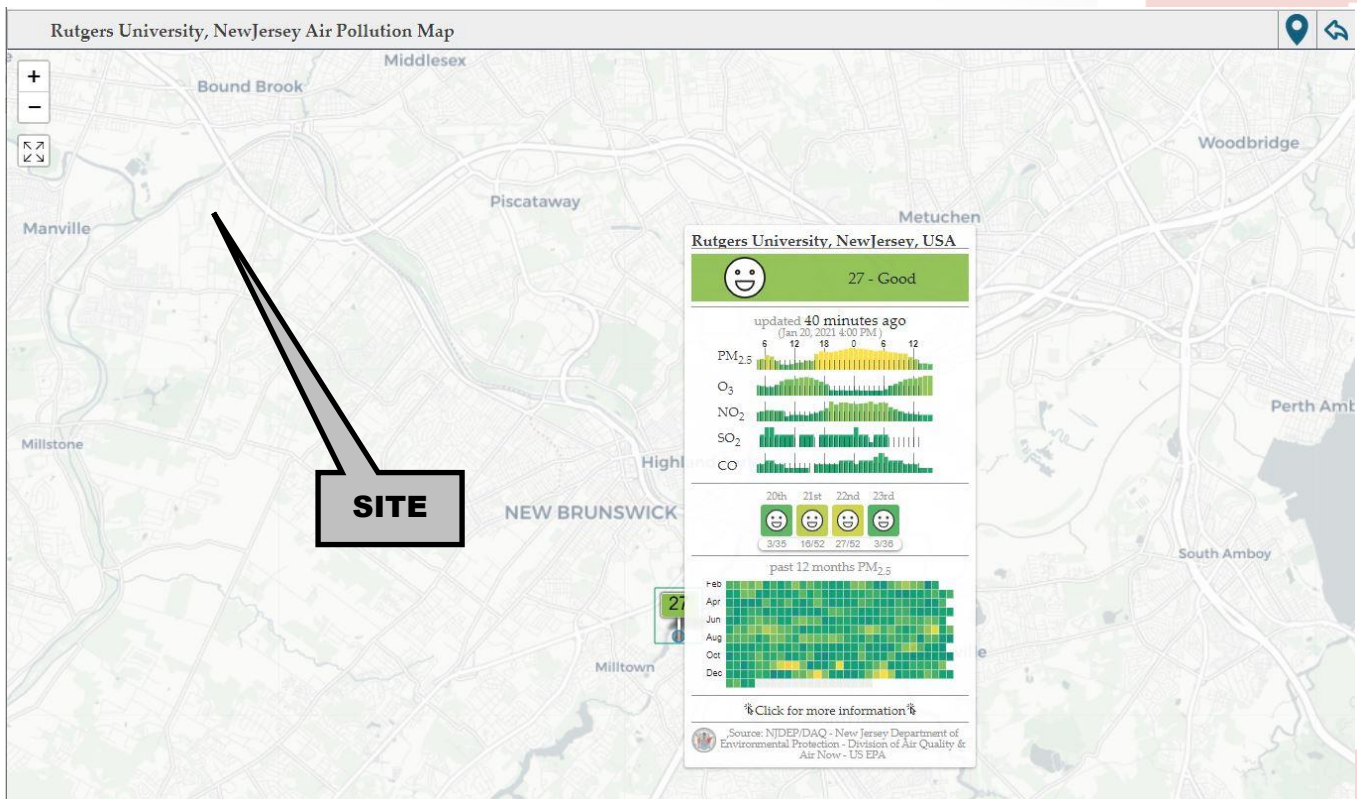 Rutgers University, NewJersey Air Pollution Map
Middlesex
+
Bound Brook
−
Woodbridge
Piscataway
Metuchen
Manville
Rutgers University, NewJersey, USA
27 - Good
updated 40 minutes ago
(Jan 20, 2021 4:00 PM )
6 12 18 0 6 12
PM2.5
O3
Perth Amb
NO2
SO2
Millstone
Highl
CO
SITE
NEW BRUNSWICK
20th 21st 22nd 23rd
3/35 16/52 27/52 3/36
South Amboy
past 12 months PM2.5
Feb
27
Apr
Jun
Aug
Oct
Milltown
Dec
Click for more information
Source: NJDEP/DAQ - New Jersey Department of
Environmental Protection - Division of Air Quality &
Air Now - US EPA